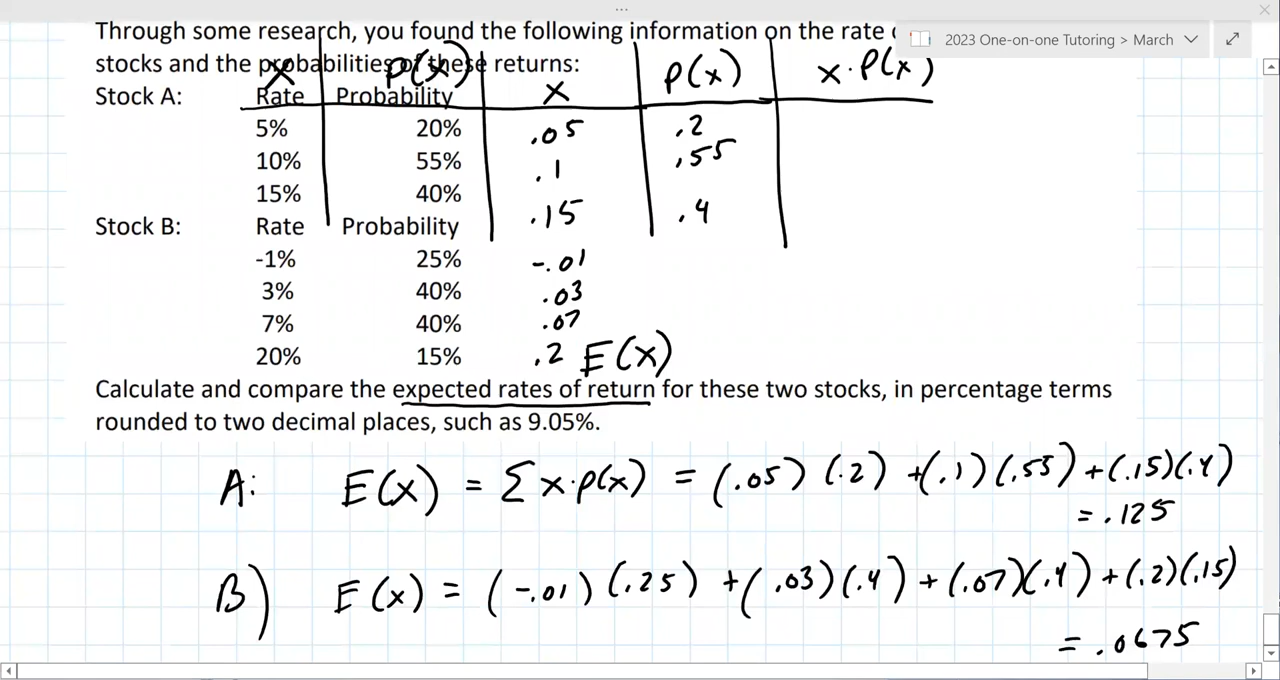 ...
2023 One-on-one Tutoring > March
Through some research, you found the following information on the rate
stocks and the probabilities of these returns:
x P(x) x P(x) x·P(x)
Stock A: Rate Probability
5% 20% .05 .2
10% 55% .1 .55
15% 40% .15 .4
Stock B: Rate Probability
-1% 25% -.01
3% 40% .03
7% 40% .07
20% 15% .2 E(x)
Calculate and compare the expected rates of return for these two stocks, in percentage terms
rounded to two decimal places, such as 9.05%.
A: E(x) = Σ x·p(x) = (.05)(.2) +(.1)(.55) +(.15)(.4)
= .125
B) E(x) = (-.01)(.25) +(.03)(.4) +(.07)(.4) +(.2)(.15)
= .0675